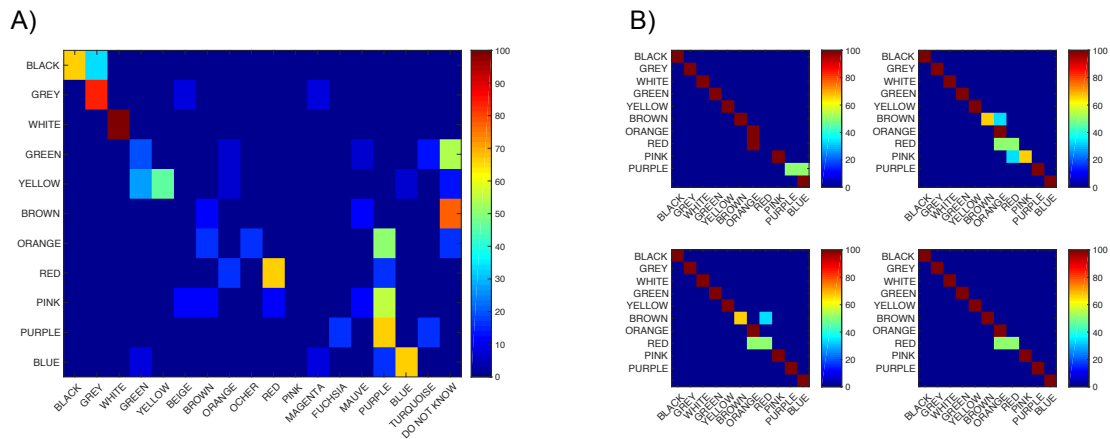 A)
B)
BLACK
GREY
WHITE
GREEN
YELLOW
BROWN
ORANGE
RED
PINK
PURPLE
BLUE
BLACK
GREY
WHITE
GREEN
YELLOW
BEIGE
BROWN
ORANGE
OCHER
RED
PINK
MAGENTA
FUCHSIA
MAUVE
PURPLE
BLUE
TURQUOISE
DO NOT KNOW
100
90
80
70
60
50
40
30
20
10
0
BLACK
GREY
WHITE
GREEN
YELLOW
BROWN
ORANGE
RED
PINK
PURPLE
BLACK
GREY
WHITE
GREEN
YELLOW
BROWN
ORANGE
RED
PINK
PURPLE
BLUE
100
80
60
40
20
0
BLACK
GREY
WHITE
GREEN
YELLOW
BROWN
ORANGE
RED
PINK
PURPLE
BLACK
GREY
WHITE
GREEN
YELLOW
BROWN
ORANGE
RED
PINK
PURPLE
BLUE
100
80
60
40
20
0
BLACK
GREY
WHITE
GREEN
YELLOW
BROWN
ORANGE
RED
PINK
PURPLE
BLACK
GREY
WHITE
GREEN
YELLOW
BROWN
ORANGE
RED
PINK
PURPLE
BLUE
100
80
60
40
20
0
BLACK
GREY
WHITE
GREEN
YELLOW
BROWN
ORANGE
RED
PINK
PURPLE
BLACK
GREY
WHITE
GREEN
YELLOW
BROWN
ORANGE
RED
PINK
PURPLE
BLUE
100
80
60
40
20
0